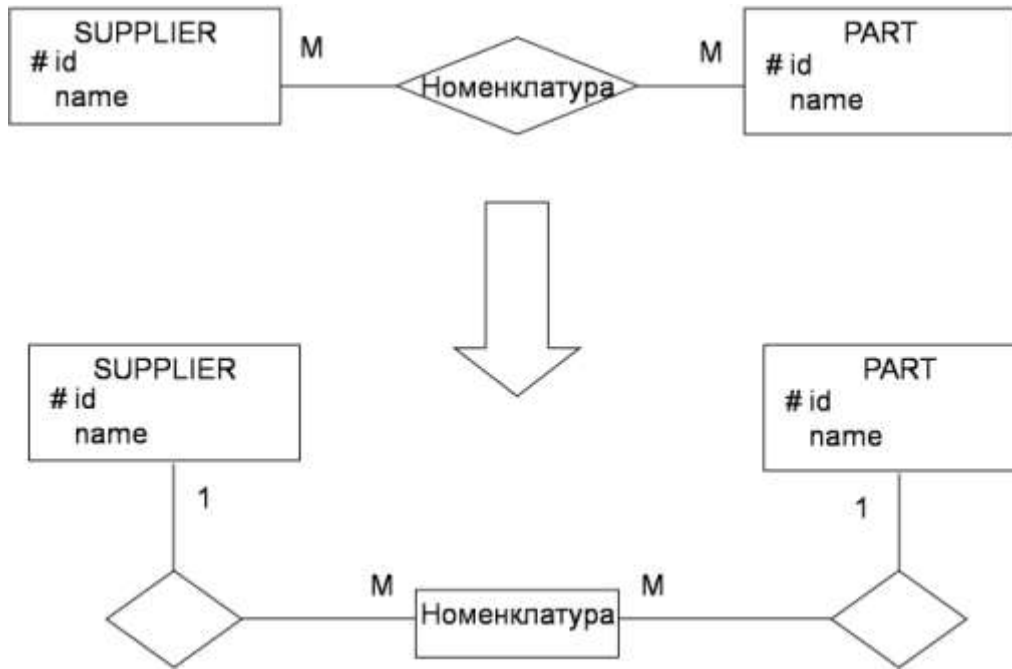 SUPPLIER
# id
name
M
Номенклатура
M
PART
# id
name
SUPPLIER
# id
name
1
PART
# id
name
1
M
Номенклатура
M